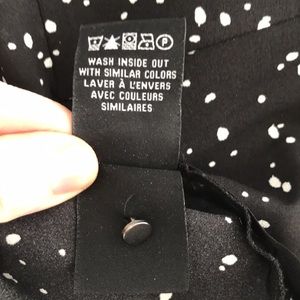 WASH INSIDE OUT
WITH SIMILAR COLORS
LAVER À L'ENVERS
AVEC COULEURS
SIMILAIRES